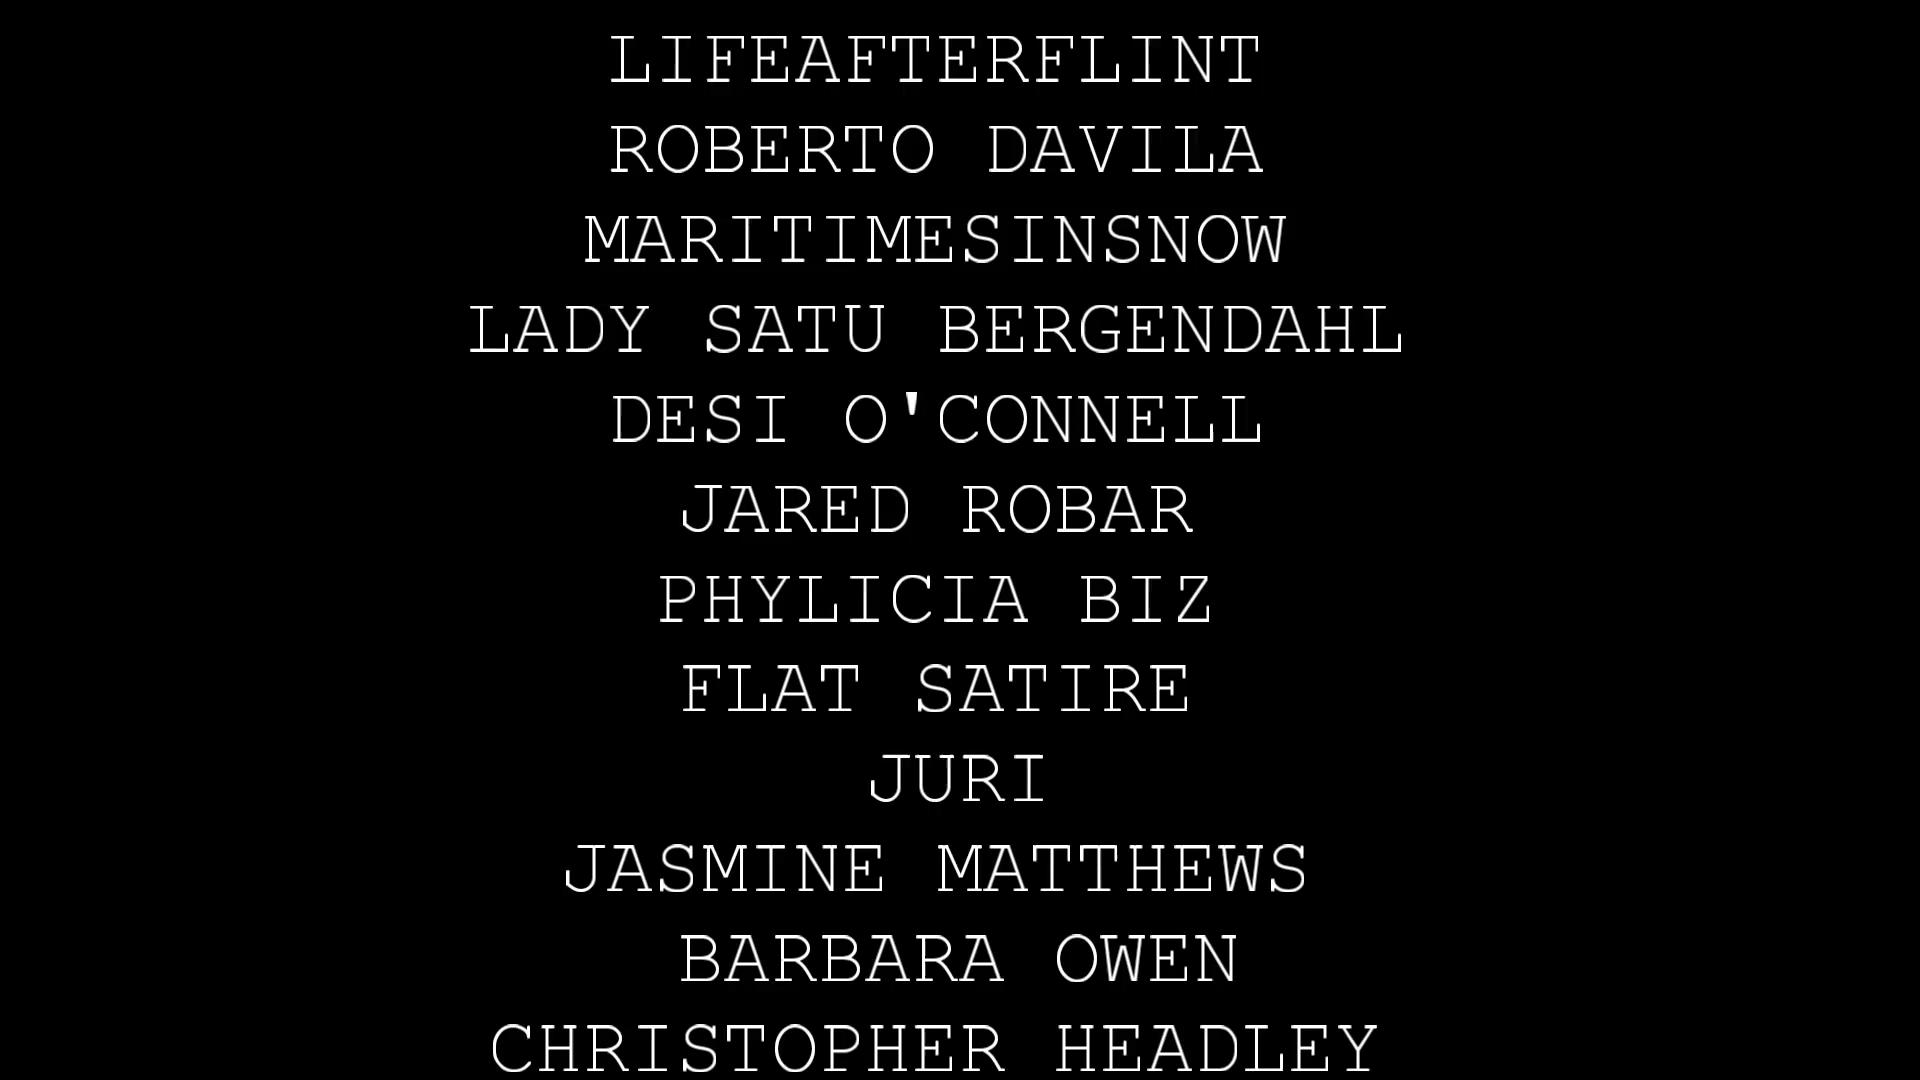 LIFEAFTERFLINT
ROBERTO DAVILA
MARITIMESINSNOW
LADY SATU BERGENDAHL
DESI O'CONNELL
JARED ROBAR
PHYLICIA BIZ
FLAT SATIRE
JURI
JASMINE MATTHEWS
BARBARA OWEN
CHRISTOPHER HEADLEY